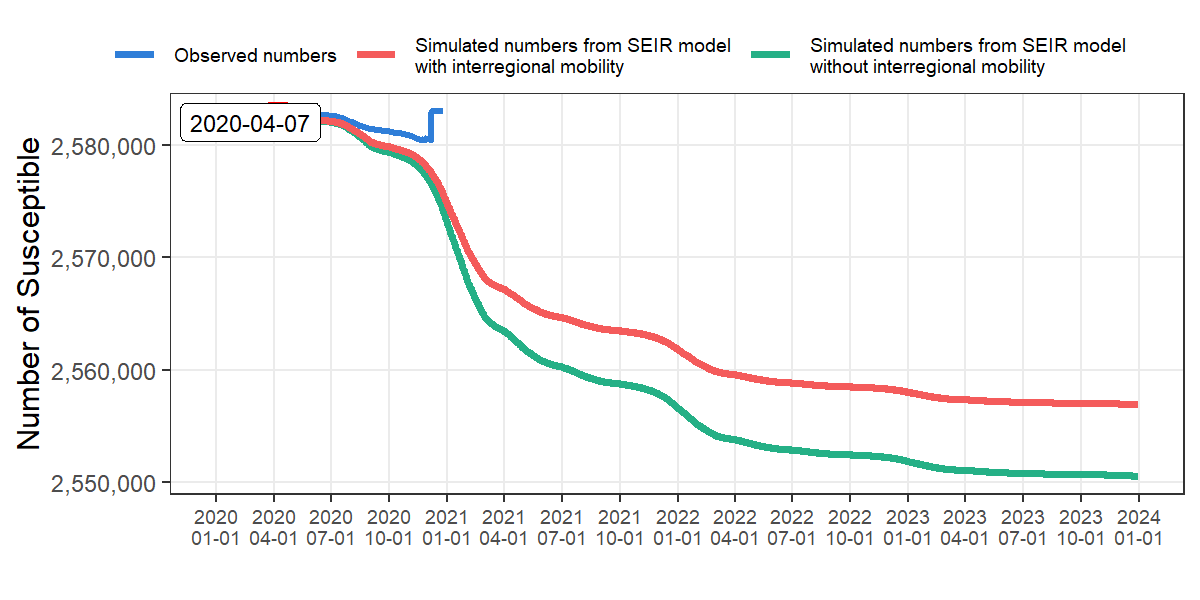 Observed numbers
Simulated numbers from SEIR model
with interregional mobility
Simulated numbers from SEIR model
without interregional mobility
2020-04-07
Number of Susceptible
2,580,000
2,570,000
2,560,000
2,550,000
2020 2020 2020 2020 2021 2021 2021 2021 2022 2022 2022 2022 2023 2023 2023 2023 2024
01-01 04-01 07-01 10-01 01-01 04-01 07-01 10-01 01-01 04-01 07-01 10-01 01-01 04-01 07-01 10-01 01-01